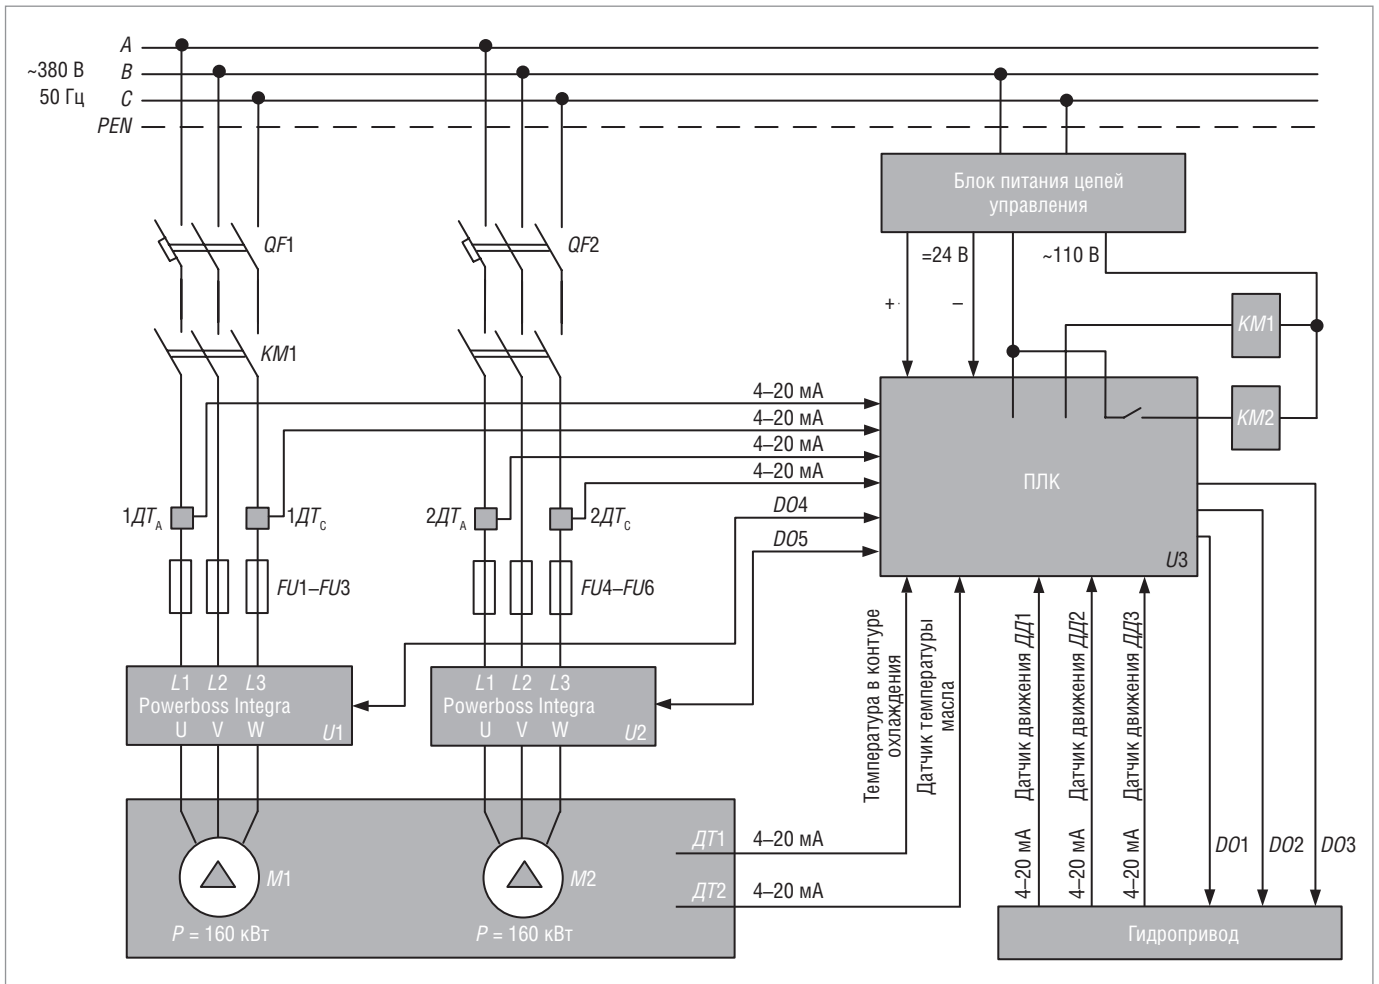 A
~380 В
B
50 Гц
C
PEN
Блок питания цепей
управления
QF1
QF2
=24 В
~110 В
+
–
KM1
KM1
KM2
4–20 мА
4–20 мА
4–20 мА
4–20 мА
ПЛК
U3
1ДТA
1ДТC
2ДТA
2ДТC
DO4
DO5
FU1–FU3
FU4–FU6
L1 L2 L3
Powerboss Integra
U V W
U1
L1 L2 L3
Powerboss Integra
U V W
U2
Температура в контуре
охлаждения
Датчик температуры
масла
4–20 мА Датчик движения ДД1
4–20 мА Датчик движения ДД2
4–20 мА Датчик движения ДД3
DO1
DO2
DO3
ДТ1
4–20 мА
ДТ2
4–20 мА
M1
M2
P = 160 кВт
P = 160 кВт
Гидропривод